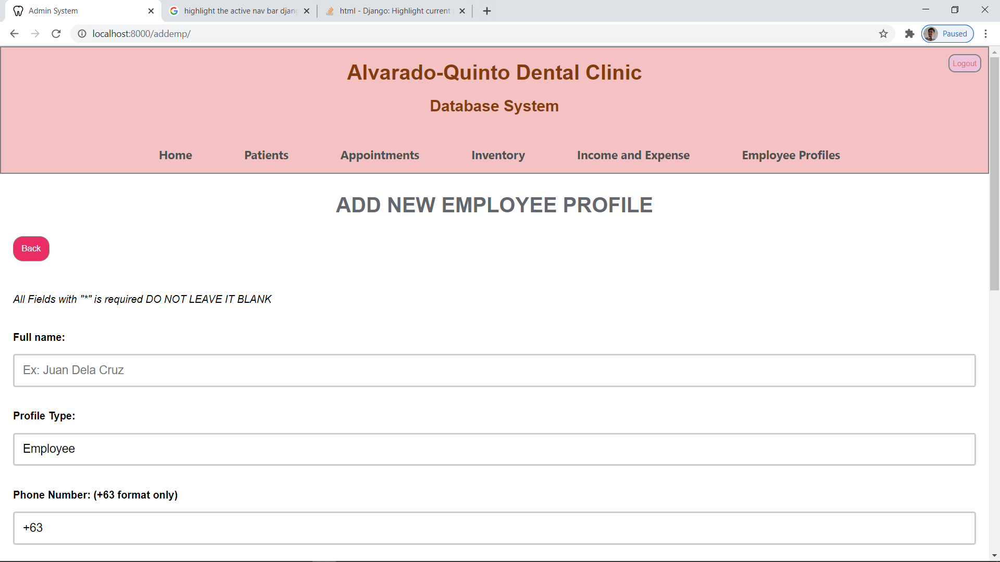 Admin System
highlight the active nav bar djang
html - Django: Highlight current
localhost:8000/addemp/
Paused
Logout
Alvarado-Quinto Dental Clinic
Database System
Home Patients Appointments Inventory Income and Expense Employee Profiles
ADD NEW EMPLOYEE PROFILE
Back
All Fields with "*" is required DO NOT LEAVE IT BLANK
Full name:
Ex: Juan Dela Cruz
Profile Type:
Employee
Phone Number: (+63 format only)
+63